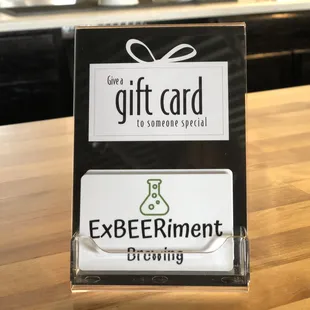 Give a
gift card
to someone special
ExBEERiment
Brewing